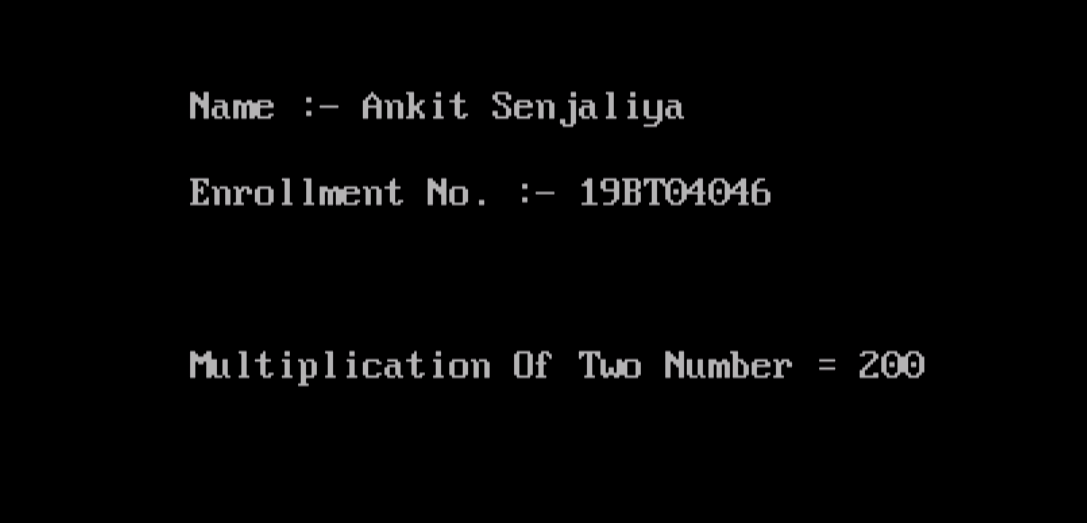 Name :- Ankit Senjaliya
Enrollment No. :- 19BT04046
Multiplication Of Two Number = 200